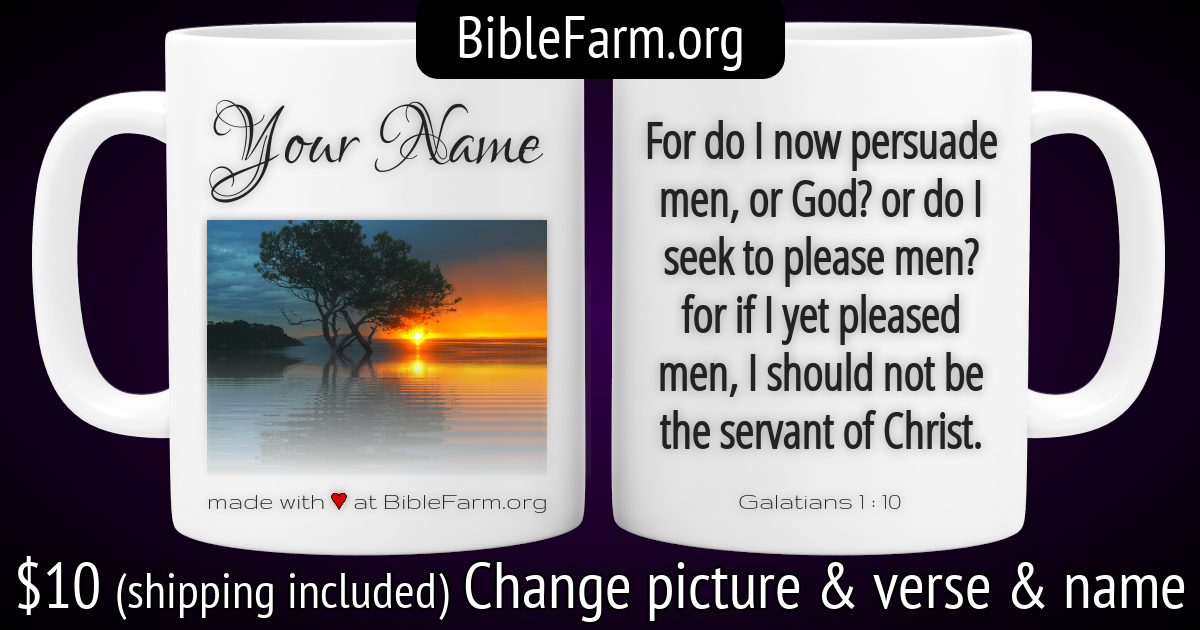 BibleFarm.org
Your Name
made with ♥ at BibleFarm.org
For do I now persuade
men, or God? or do I
seek to please men?
for if I yet pleased
men, I should not be
the servant of Christ.
Galatians 1 : 10
$10 (shipping included) Change picture & verse & name